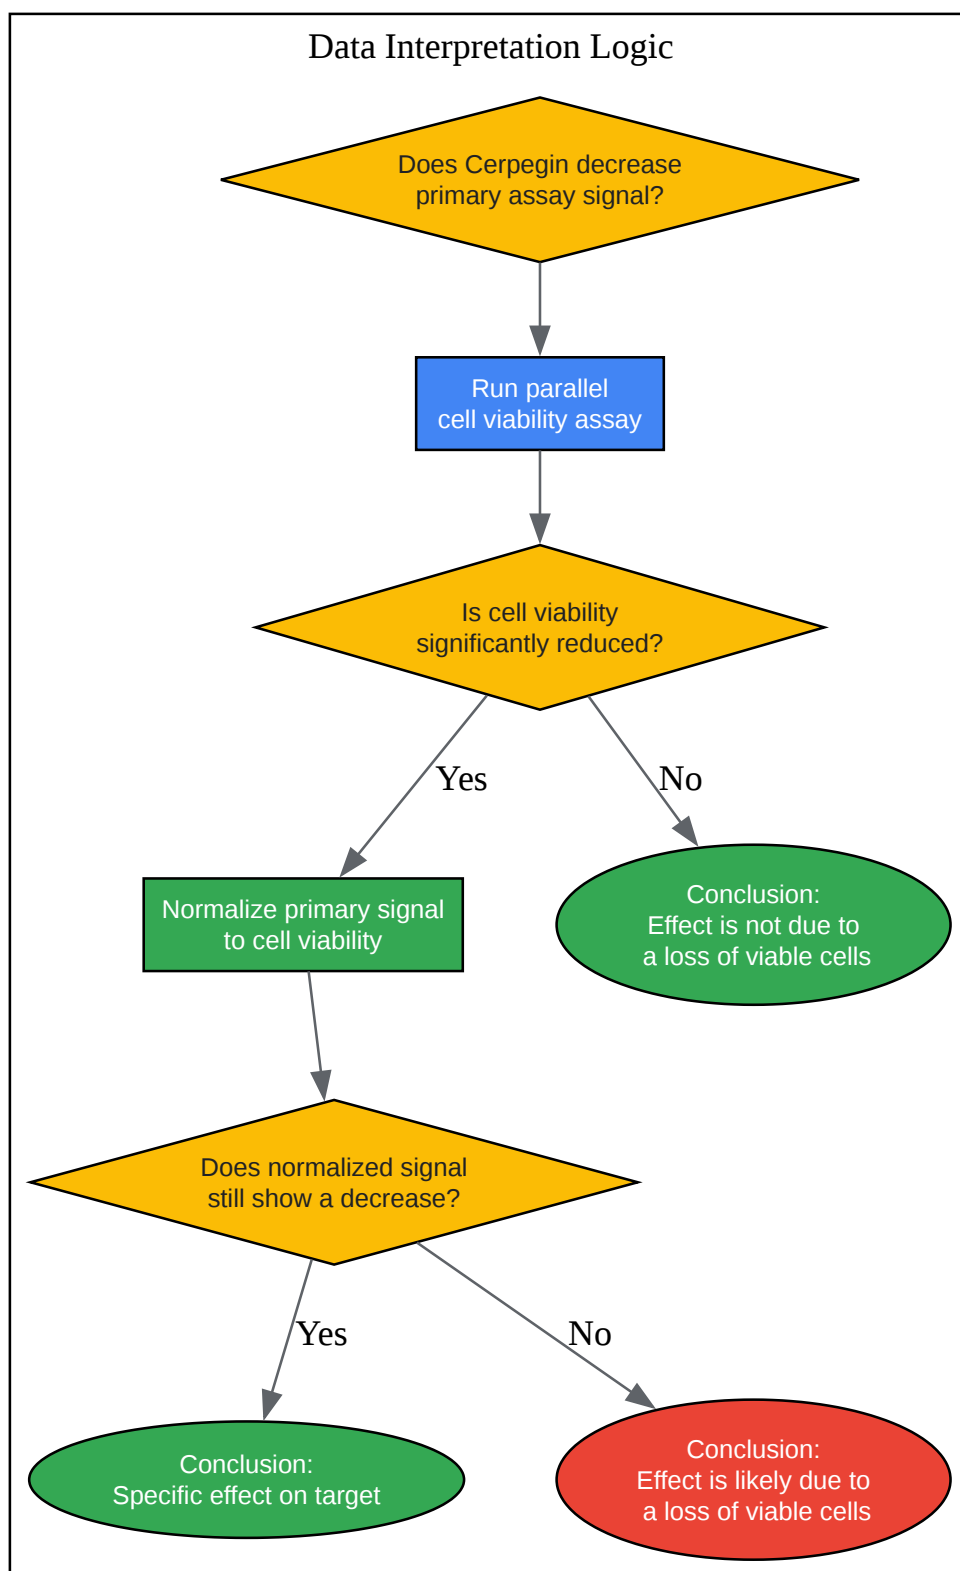 Data Interpretation Logic
Does Cerpegin decrease
primary assay signal?
Run parallel
cell viability assay
Is cell viability
significantly reduced?
Yes
No
Normalize primary signal
to cell viability
Conclusion:
Effect is not due to
a loss of viable cells
Does normalized signal
still show a decrease?
Yes
No
Conclusion:
Specific effect on target
Conclusion:
Effect is likely due to
a loss of viable cells